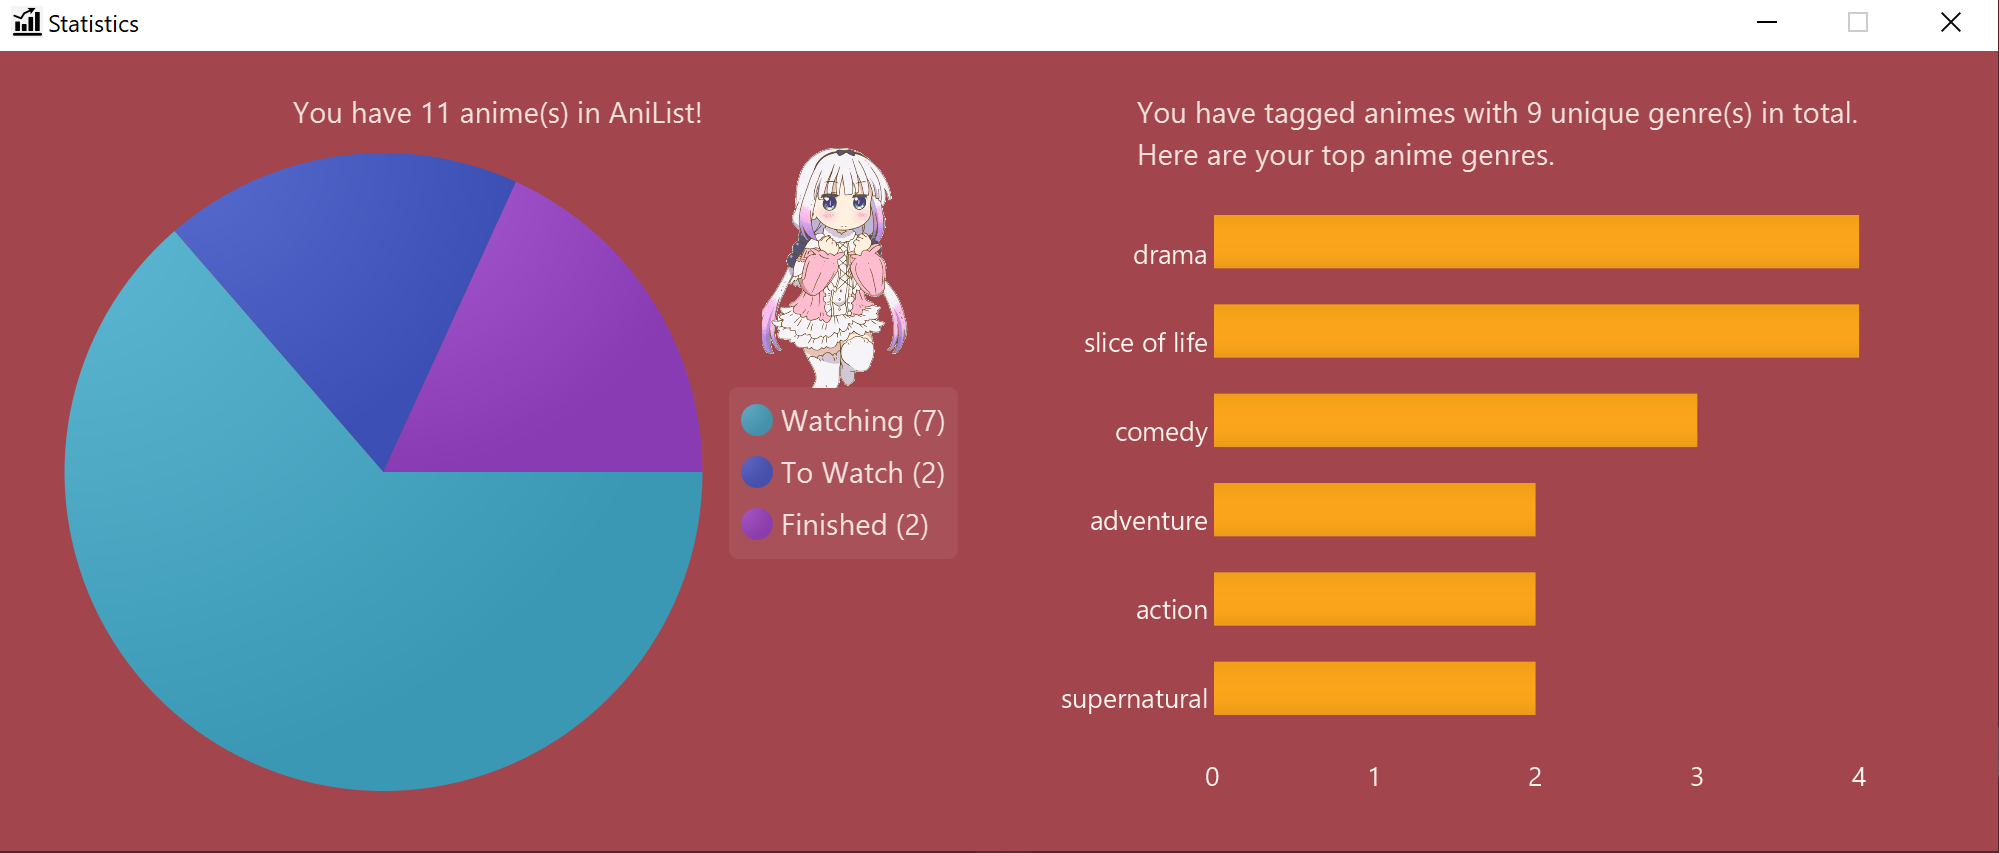 Statistics
You have 11 anime(s) in AniList!
Watching (7)
To Watch (2)
Finished (2)
You have tagged animes with 9 unique genre(s) in total.
Here are your top anime genres.
drama
slice of life
comedy
adventure
action
supernatural
0 1 2 3 4